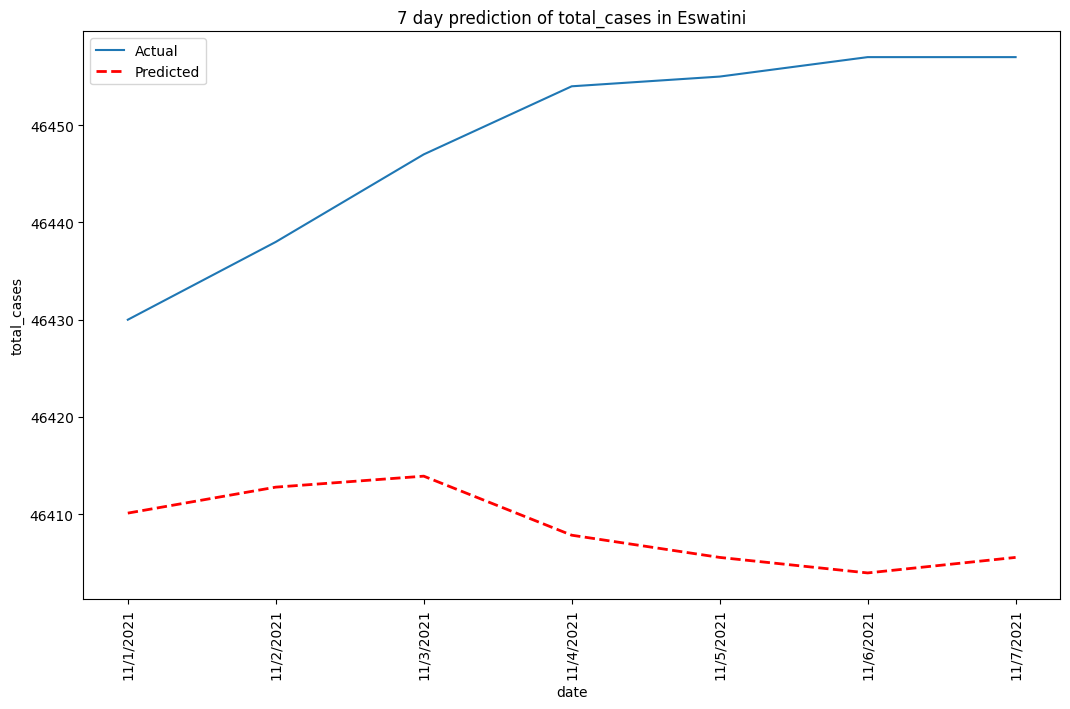 7 day prediction of total_cases in Eswatini
Actual
Predicted
total_cases
46450
46440
46430
46420
46410
11/1/2021
11/2/2021
11/3/2021
11/4/2021
11/5/2021
11/6/2021
11/7/2021
date